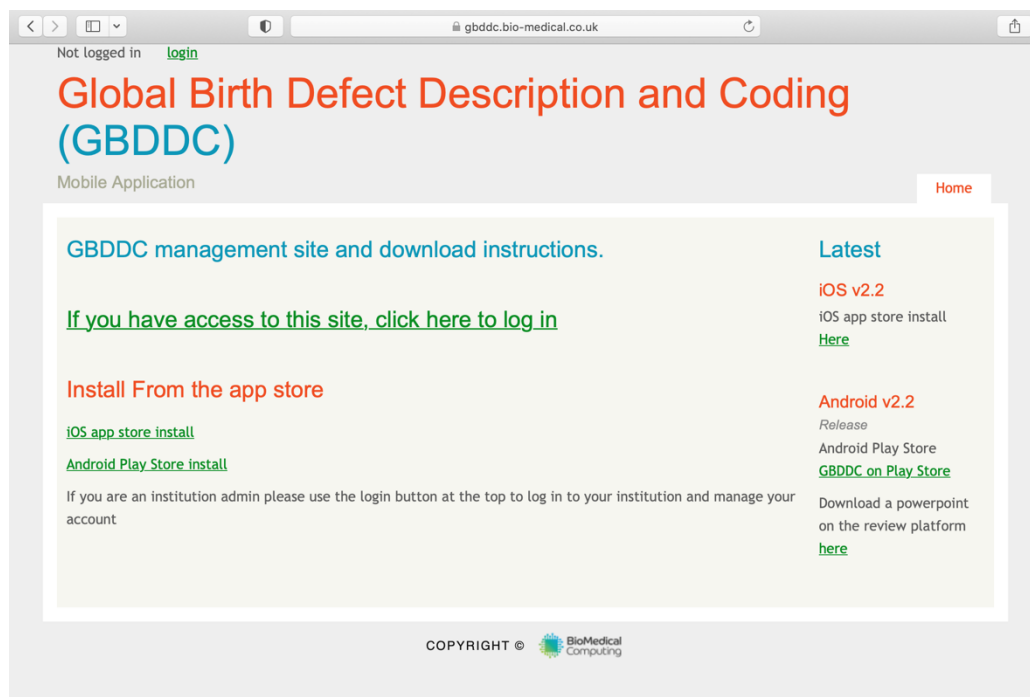 gbddc.bio-medical.co.uk
Not logged in login
Global Birth Defect Description and Coding
(GBDDC)
Mobile Application
Home
GBDDC management site and download instructions.
If you have access to this site, click here to log in
Install From the app store
iOS app store install
Android Play Store install
If you are an institution admin please use the login button at the top to log in to your institution and manage your
account
Latest
iOS v2.2
iOS app store install
Here
Android v2.2
Release
Android Play Store
GBDDC on Play Store
Download a powerpoint
on the review platform
here
COPYRIGHT ©
BioMedical
Computing